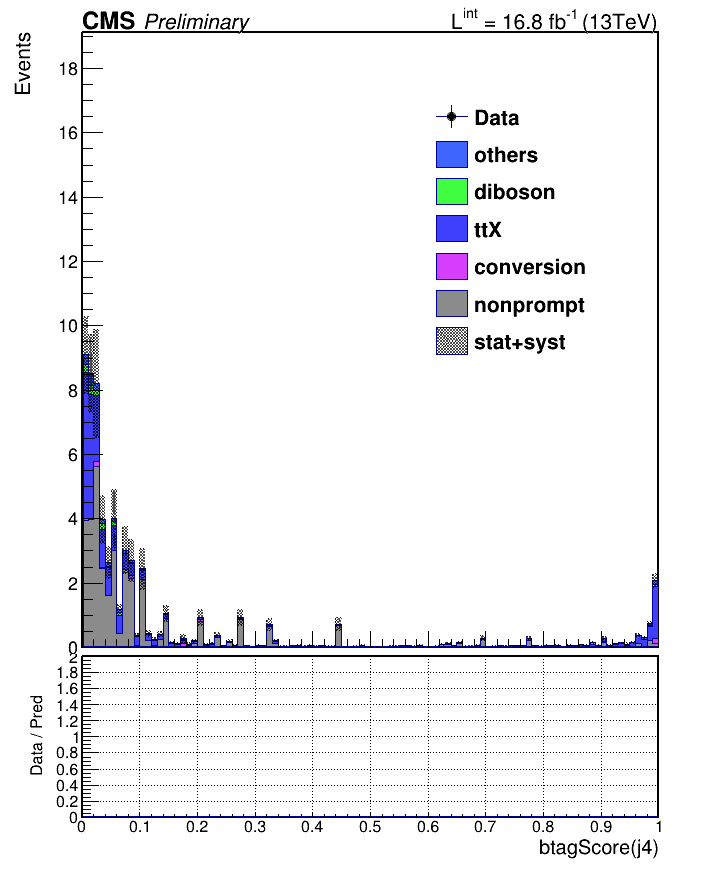 CMS Preliminary L^int = 16.8 fb^-1 (13TeV)
Events
18
16
14
12
10
8
6
4
2
0
Data
others
diboson
ttX
conversion
nonprompt
stat+syst
Data / Pred
2
1.8
1.6
1.4
1.2
1
0.8
0.6
0.4
0.2
0
0 0.1 0.2 0.3 0.4 0.5 0.6 0.7 0.8 0.9 1
btagScore(j4)